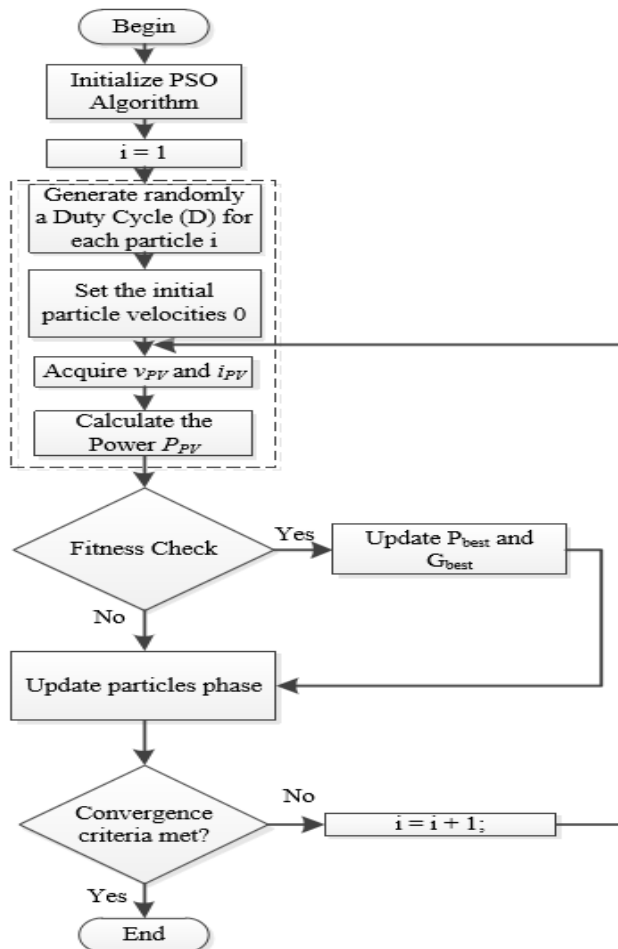 Begin
Initialize PSO
Algorithm
i = 1
Generate randomly
a Duty Cycle (D) for
each particle i
Set the initial
particle velocities 0
Acquire vPV and iPV
Calculate the
Power PPV
Fitness Check
Yes
Update Pbest and
Gbest
No
Update particles phase
Convergence
criteria met?
No
i = i + 1;
Yes
End